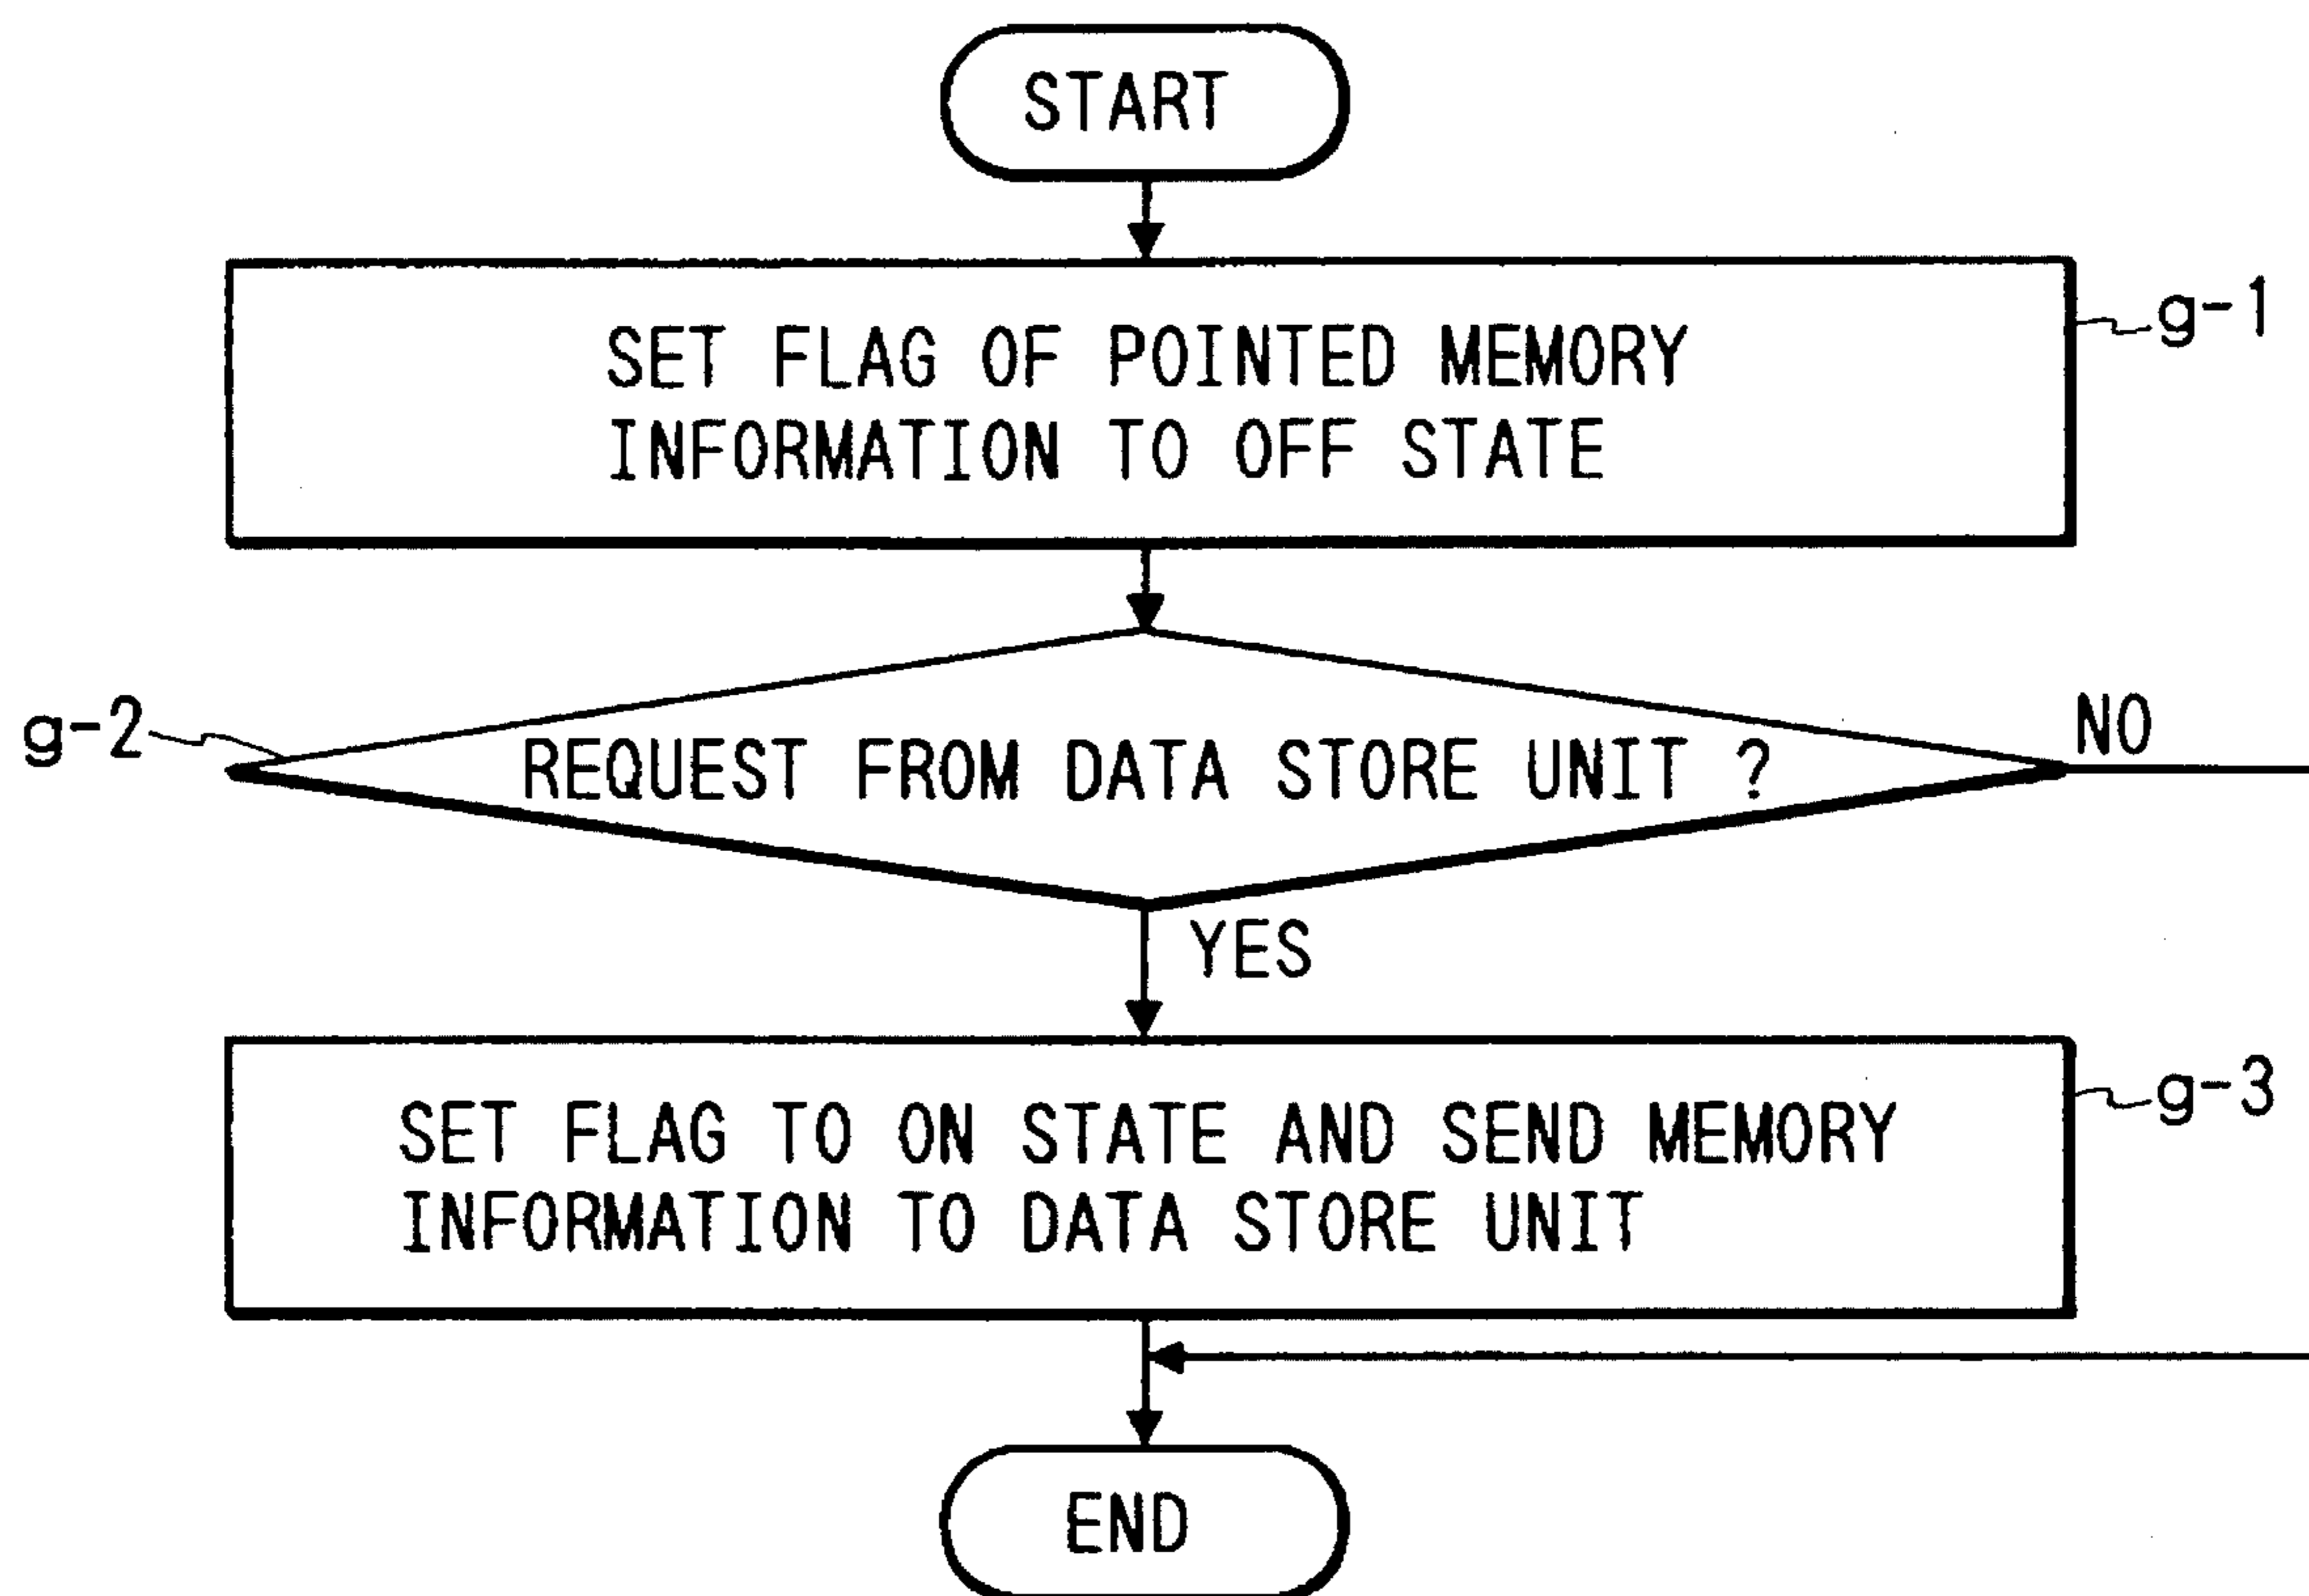 START
SET FLAG OF POINTED MEMORY
INFORMATION TO OFF STATE
g-1
g-2
REQUEST FROM DATA STORE UNIT ?
NO
YES
SET FLAG TO ON STATE AND SEND MEMORY
INFORMATION TO DATA STORE UNIT
g-3
END